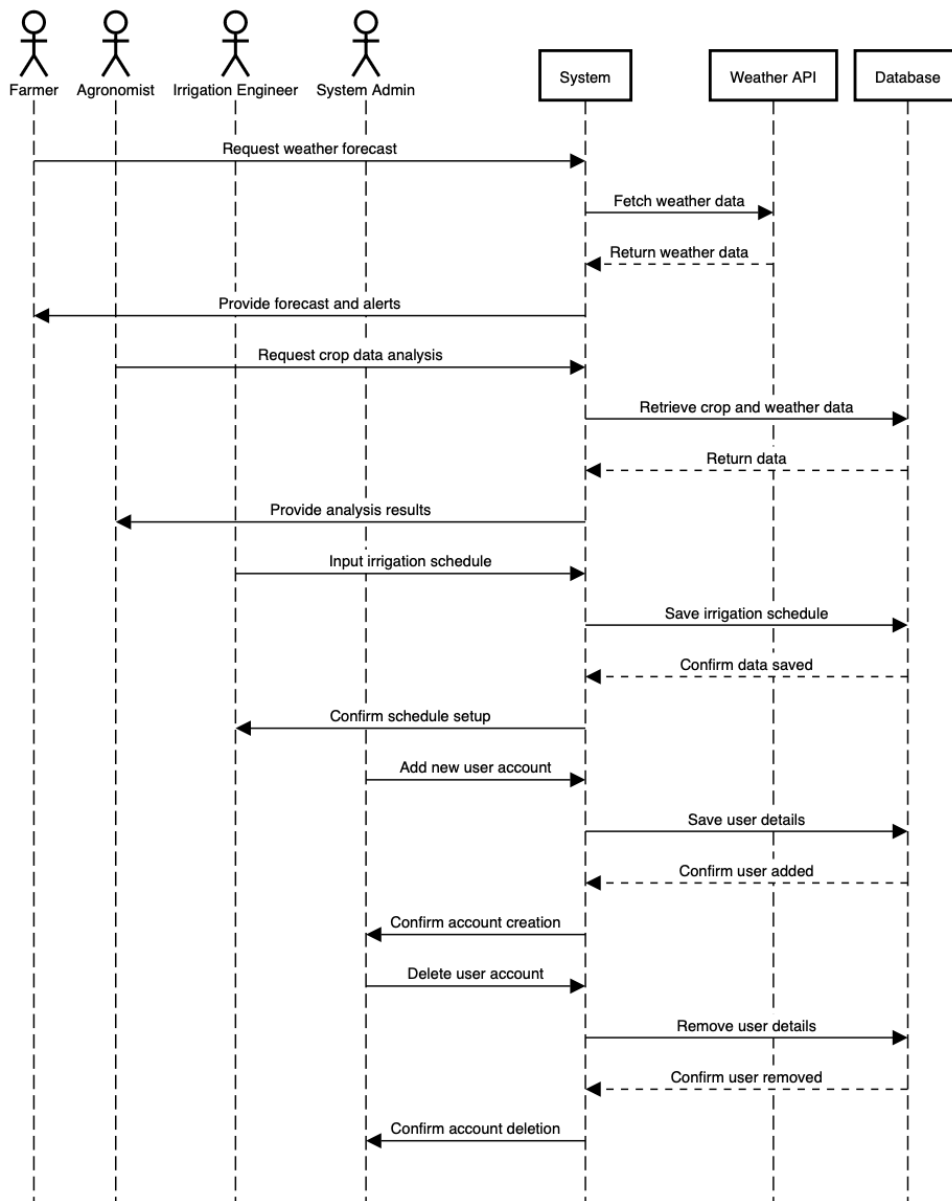 System
Weather API
Database
Farmer
Agronomist
Irrigation Engineer
System Admin
Request weather forecast
Fetch weather data
Return weather data
Provide forecast and alerts
Request crop data analysis
Retrieve crop and weather data
Return data
Provide analysis results
Input irrigation schedule
Save irrigation schedule
Confirm data saved
Confirm schedule setup
Add new user account
Save user details
Confirm user added
Confirm account creation
Delete user account
Remove user details
Confirm user removed
Confirm account deletion